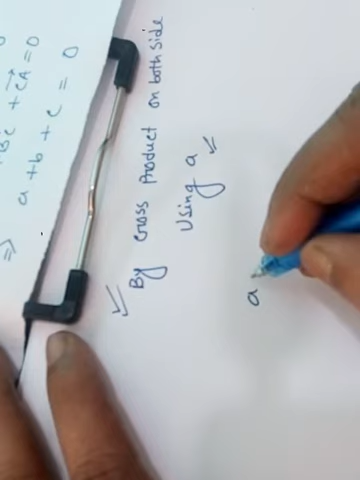 BC + CA = 0
⇒ a + b + c = 0
By Cross Product on both side
Using a
a